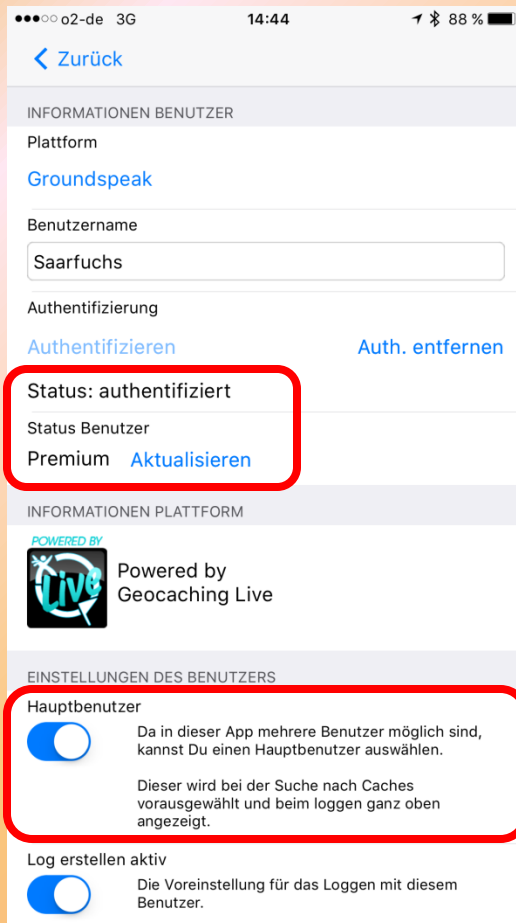 o2-de 3G 14:44 88 %
Zurück
INFORMATIONEN BENUTZER
Plattform
Groundspeak
Benutzername
Saarfuchs
Authentifizierung
Authentifizieren Auth. entfernen
Status: authentifiziert
Status Benutzer
Premium Aktualisieren
INFORMATIONEN PLATTFORM
POWERED BY
LIVE
Powered by
Geocaching Live
EINSTELLUNGEN DES BENUTZERS
Hauptbenutzer
Da in dieser App mehrere Benutzer möglich sind,
kannst Du einen Hauptbenutzer auswählen.
Dieser wird bei der Suche nach Caches
vorausgewählt und beim loggen ganz oben
angezeigt.
Log erstellen aktiv
Die Voreinstellung für das Loggen mit diesem
Benutzer.